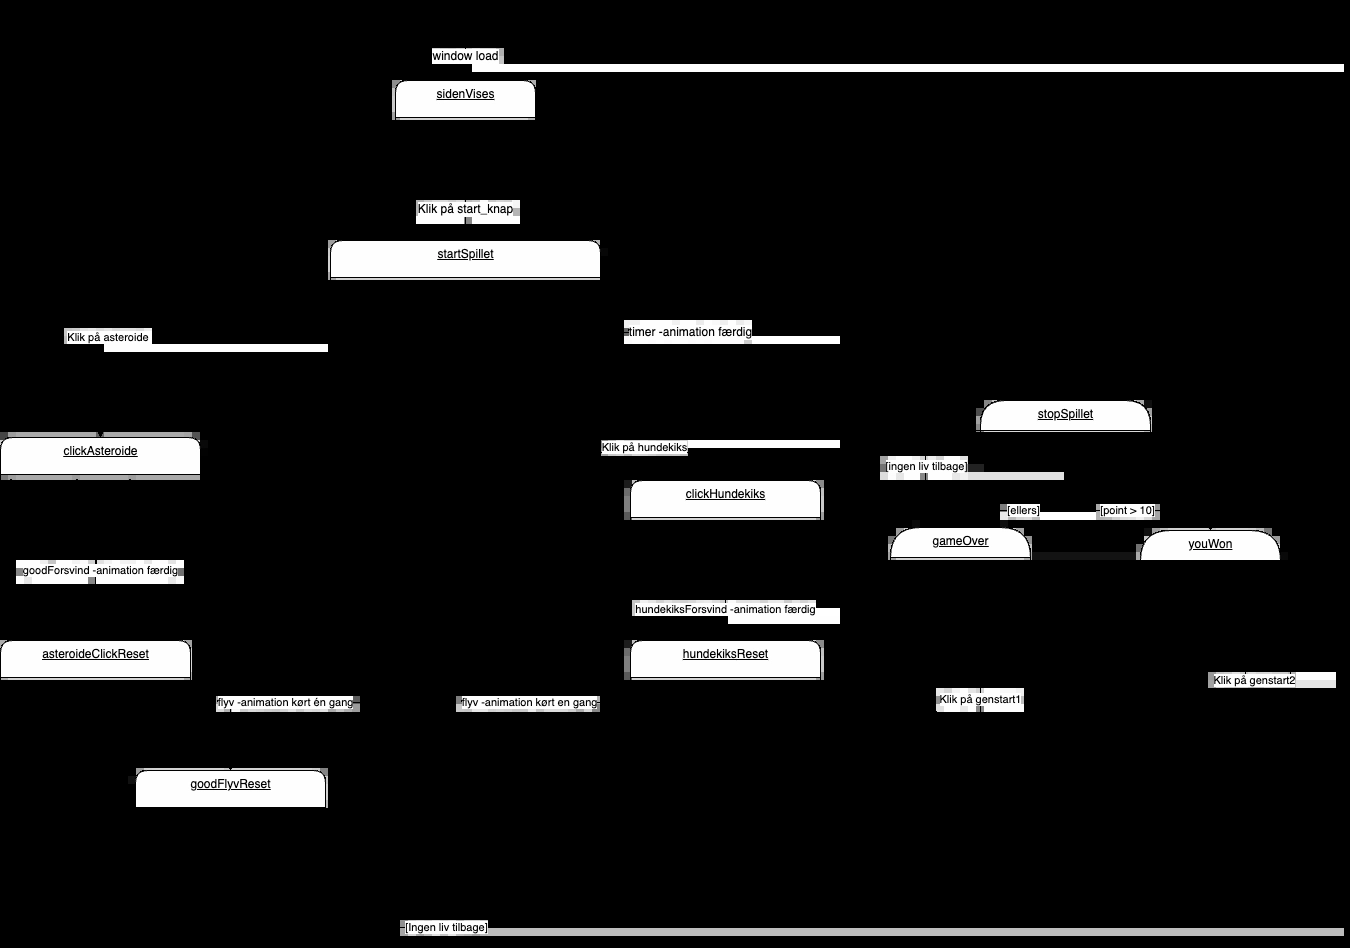 window load
sidenVises
Klik på start_knap
startSpillet
Klik på asteroide
timer -animation færdig
stopSpillet
clickAsteroide
Klik på hundekiks
[ingen liv tilbage]
clickHundekiks
[ellers]
[point > 10]
gameOver
youWon
goodForsvind -animation færdig
hundekiksForsvind -animation færdig
asteroideClickReset
hundekiksReset
Klik på genstart2
flyv -animation kørt én gang
flyv -animation kørt en gang
Klik på genstart1
goodFlyvReset
[Ingen liv tilbage]